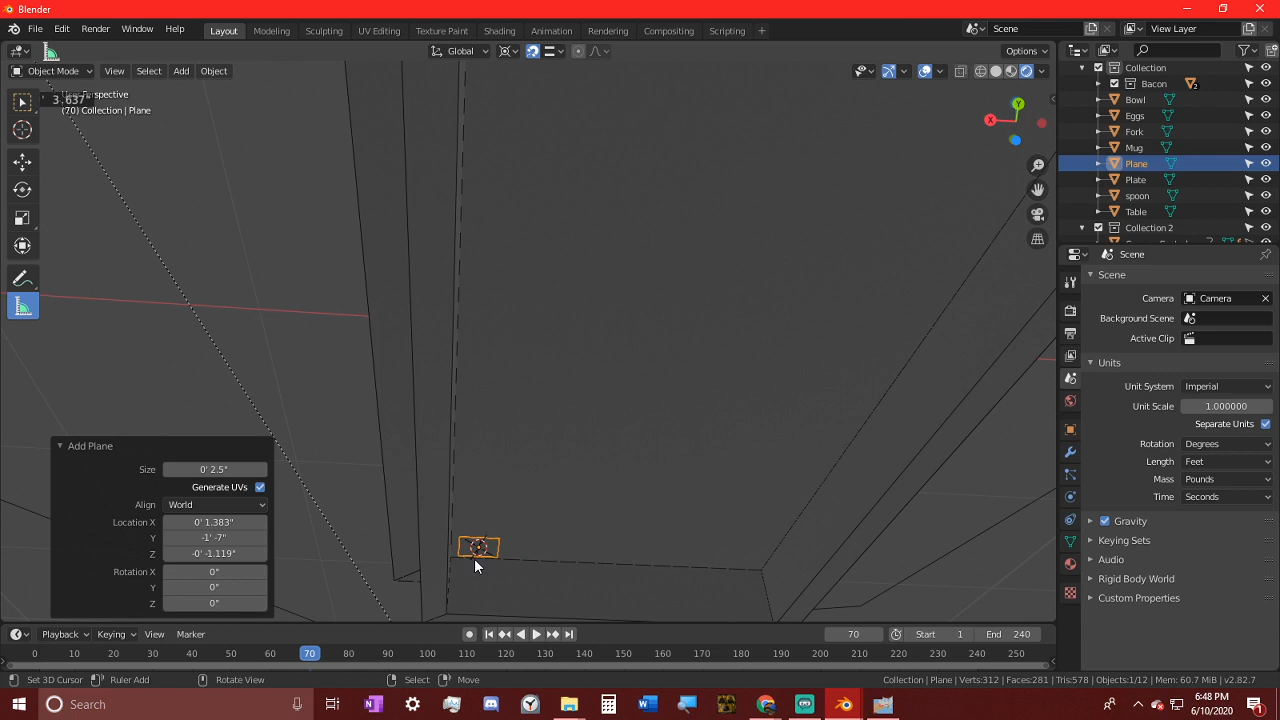 Blender
File Edit Render Window Help Layout Modeling Sculpting UV Editing Texture Paint Shading Animation Rendering Compositing Scripting + Scene View Layer
Global Options
Object Mode View Select Add Object
3.637"
(70) Collection | Plane
Y
X
Collection
Bacon 2
Bowl
Eggs
Fork
Mug
Plane
Plate
spoon
Table
Collection 2
Scene
Scene
Camera Camera
Background Scene
Active Clip
Units
Unit System Imperial
Unit Scale 1.000000
Separate Units
Rotation Degrees
Length Feet
Mass Pounds
Time Seconds
Gravity
Keying Sets
Audio
Rigid Body World
Custom Properties
Add Plane
Size 0' 2.5"
Generate UVs
Align World
Location X 0' 1.383"
Y -1' -7"
Z -0' -1.119"
Rotation X 0"
Y 0"
Z 0"
Playback Keying View Marker 70 Start 1 End 240
0 10 20 30 40 50 60 70 80 90 100 110 120 130 140 150 160 170 180 190 200 210 220 230 240 250
Set 3D Cursor Ruler Add Rotate View Select Move Collection | Plane | Verts:312 | Faces:281 | Tris:578 | Objects:1/12 | Mem: 60.7 MiB | v2.82.7
Search
6:48 PM
6/10/2020